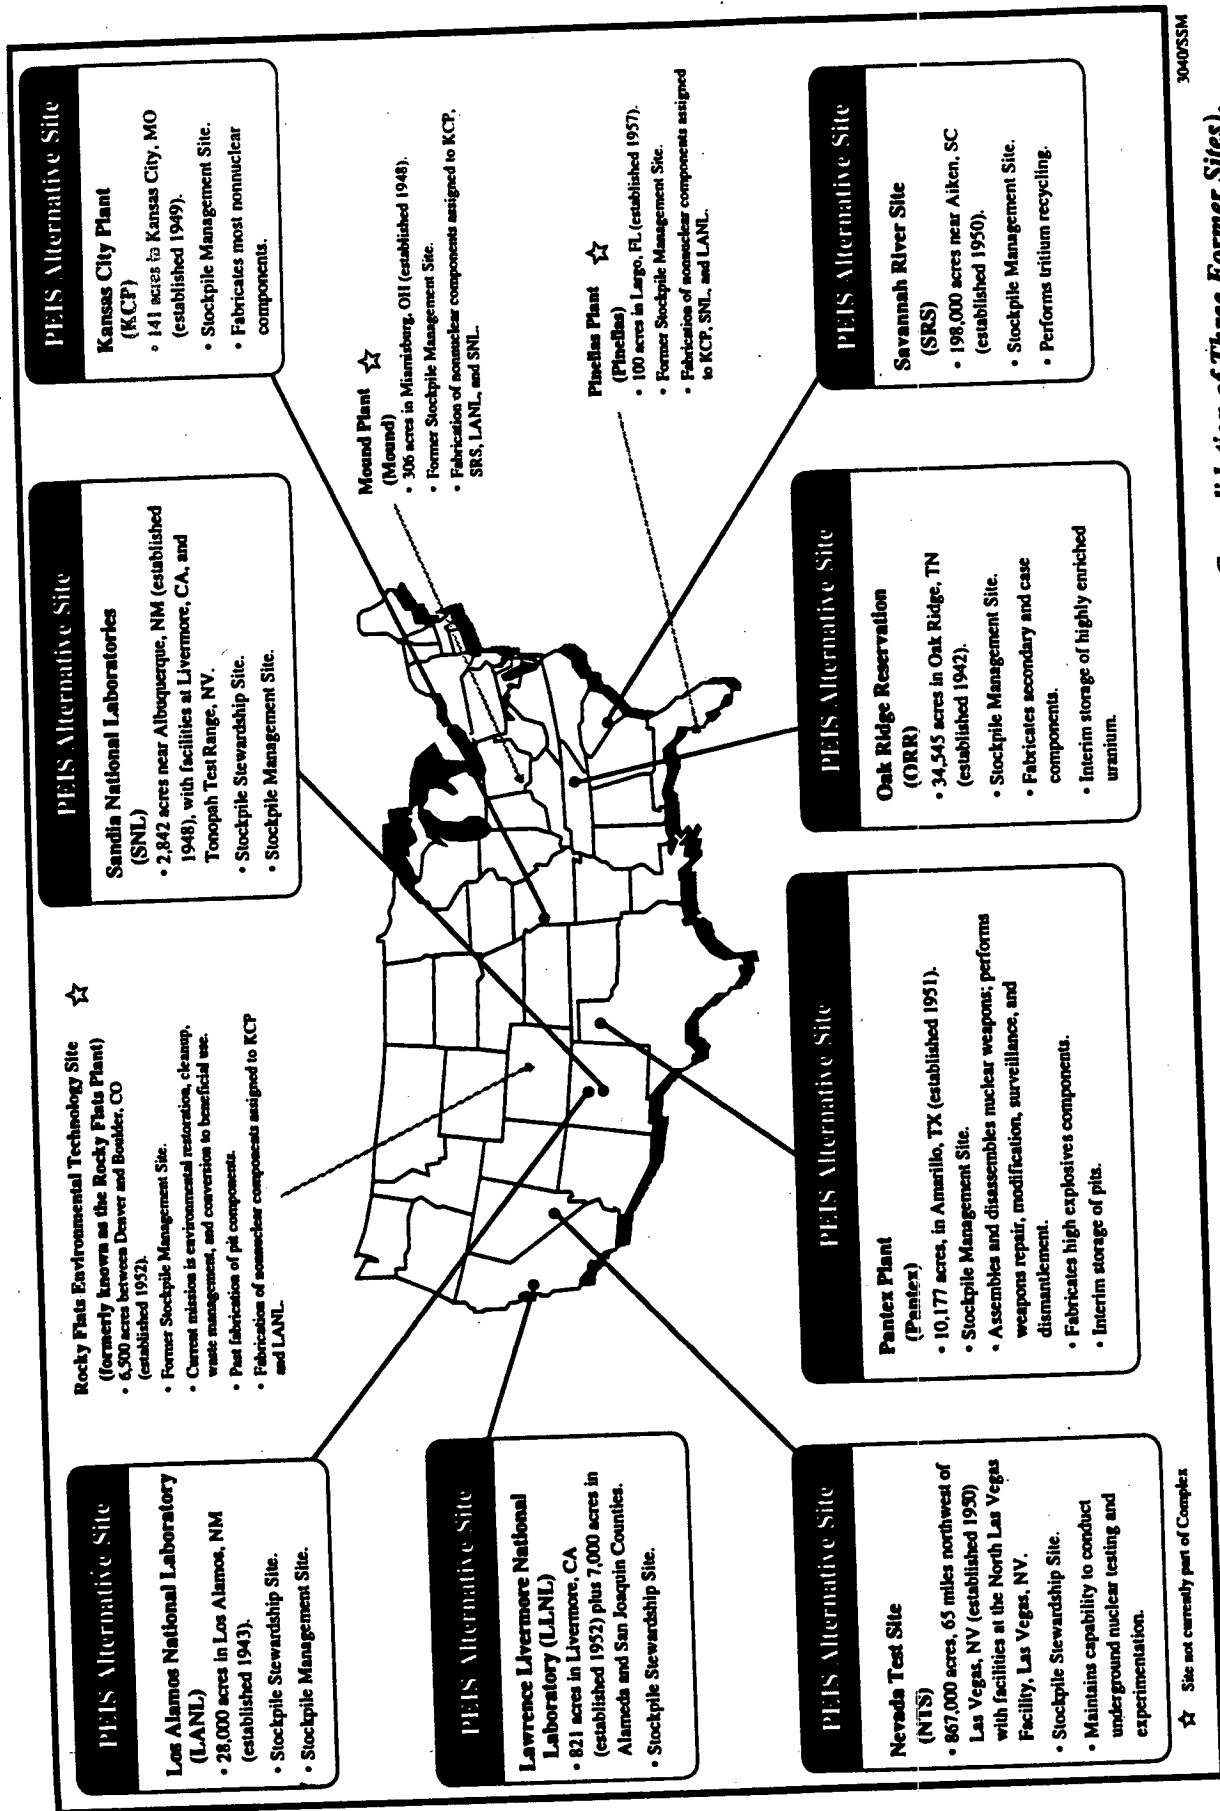 PEIS Alternative Site
Los Alamos National Laboratory
(LANL)
• 28,000 acres in Los Alamos, NM
(established 1943).
• Stockpile Stewardship Site.
• Stockpile Management Site.
Rocky Flats Environmental Technology Site ☆
(formerly known as the Rocky Flats Plant)
• 6,500 acres between Denver and Boulder, CO
(established 1952).
• Former Stockpile Management Site.
• Current mission is environmental restoration, cleanup,
waste management, and conversion to beneficial use.
• Past fabrication of pit components.
• Fabrication of nonnuclear components assigned to KCP
and LANL.
PEIS Alternative Site
Sandia National Laboratories
(SNL)
• 2,842 acres near Albuquerque, NM (established
1948), with facilities at Livermore, CA, and
Tonopah Test Range, NV.
• Stockpile Stewardship Site.
• Stockpile Management Site.
PEIS Alternative Site
Kansas City Plant
(KCP)
• 141 acres in Kansas City, MO
(established 1949).
• Stockpile Management Site.
• Fabricates most nonnuclear
components.
PEIS Alternative Site
Lawrence Livermore National
Laboratory (LLNL)
• 821 acres in Livermore, CA
(established 1952) plus 7,000 acres in
Alameda and San Joaquin Counties.
• Stockpile Stewardship Site.
Mound Plant ☆
(Mound)
• 306 acres in Miamisburg, OH (established 1948).
• Former Stockpile Management Site.
• Fabrication of nonnuclear components assigned to KCP,
SRS, LANL, and SNL.
Pinellas Plant ☆
(Pinellas)
• 100 acres in Largo, FL (established 1957).
• Former Stockpile Management Site.
• Fabrication of nonnuclear components assigned
to KCP, SNL, and LANL.
PEIS Alternative Site
Nevada Test Site
(NTS)
• 867,000 acres, 65 miles northwest of
Las Vegas, NV (established 1950)
with facilities at the North Las Vegas
Facility, Las Vegas, NV.
• Stockpile Stewardship Site.
• Maintains capability to conduct
underground nuclear testing and
experimentation.
PEIS Alternative Site
Pantex Plant
(Pantex)
• 10,177 acres, in Amarillo, TX (established 1951).
• Stockpile Management Site.
• Assembles and disassembles nuclear weapons; performs
weapons repair, modification, surveillance, and
dismantlement.
• Fabricates high explosives components.
• Interim storage of pits.
PEIS Alternative Site
Oak Ridge Reservation
(ORR)
• 34,545 acres in Oak Ridge, TN
(established 1942).
• Stockpile Management Site.
• Fabricates secondary and case
components.
• Interim storage of highly enriched
uranium.
PEIS Alternative Site
Savannah River Site
(SRS)
• 198,000 acres near Aiken, SC
(established 1950).
• Stockpile Management Site.
• Performs tritium recycling.
☆ Site not currently part of Complex
3040/SSM
of Three Former Sites).